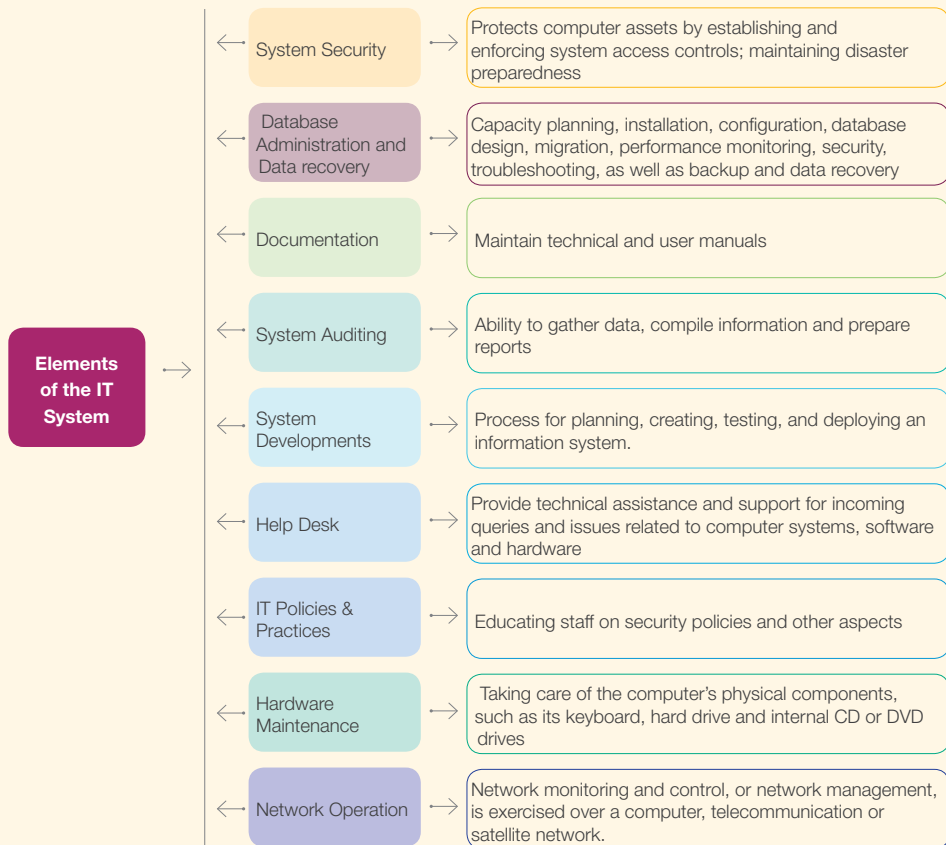 Elements
of the IT
System
System Security
Protects computer assets by establishing and
enforcing system access controls; maintaining disaster
preparedness
Database
Administration and
Data recovery
Capacity planning, installation, configuration, database
design, migration, performance monitoring, security,
troubleshooting, as well as backup and data recovery
Documentation
Maintain technical and user manuals
System Auditing
Ability to gather data, compile information and prepare
reports
System
Developments
Process for planning, creating, testing, and deploying an
information system.
Help Desk
Provide technical assistance and support for incoming
queries and issues related to computer systems, software
and hardware
IT Policies &
Practices
Educating staff on security policies and other aspects
Hardware
Maintenance
Taking care of the computer's physical components,
such as its keyboard, hard drive and internal CD or DVD
drives
Network Operation
Network monitoring and control, or network management,
is exercised over a computer, telecommunication or
satellite network.